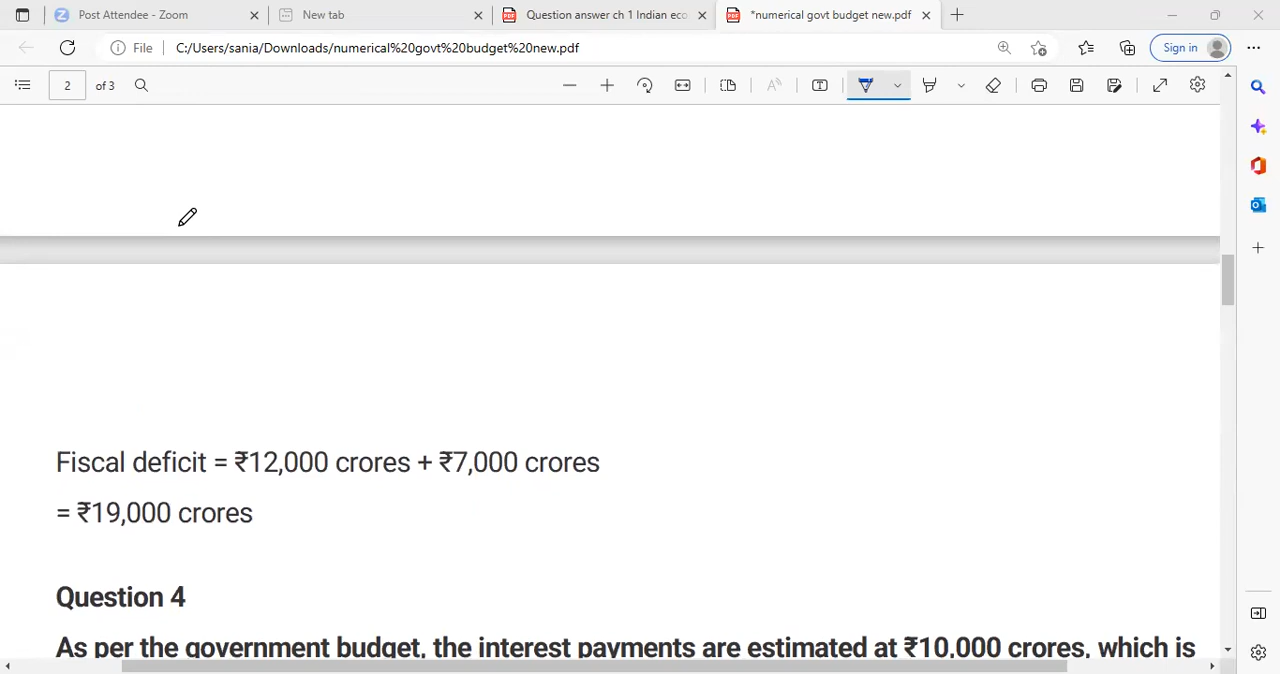 Post Attendee - Zoom
New tab
Question answer ch 1 Indian eco
*numerical govt budget new.pdf
File
C:/Users/sania/Downloads/numerical%20govt%20budget%20new.pdf
Sign in
2 of 3
Fiscal deficit = ₹12,000 crores + ₹7,000 crores
= ₹19,000 crores
Question 4
As per the government budget, the interest payments are estimated at ₹10,000 crores, which is